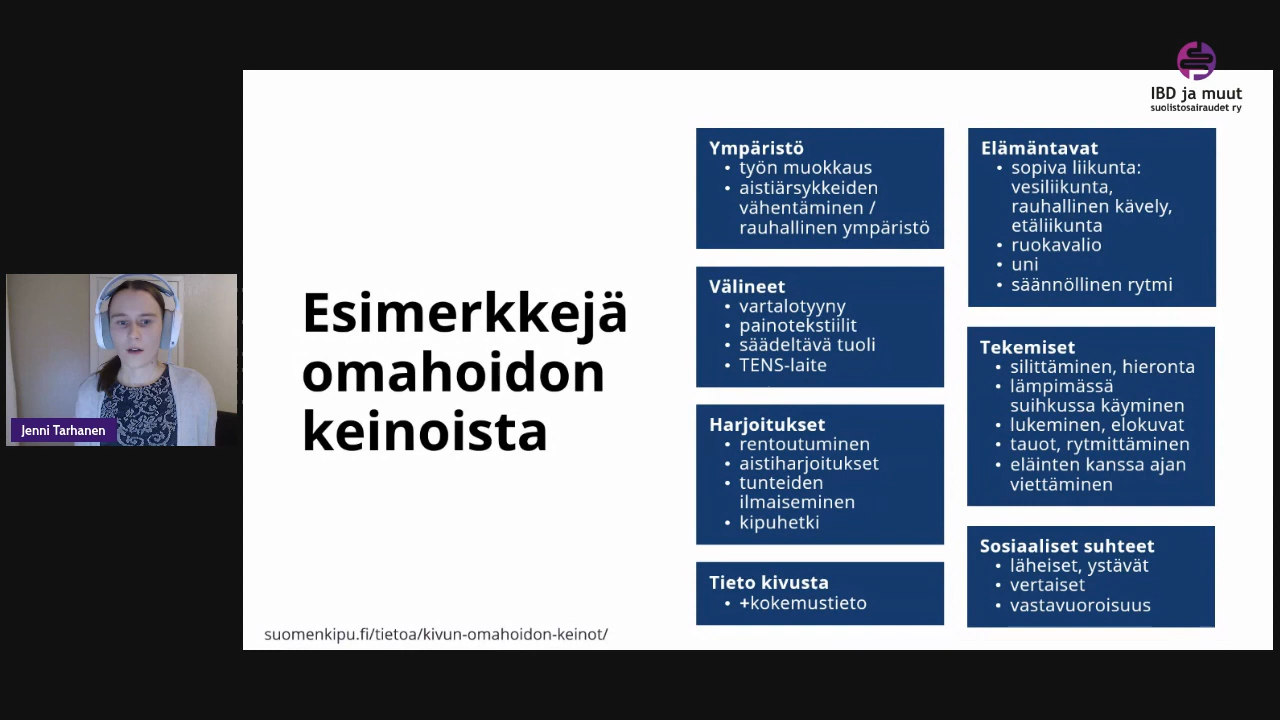 IBD ja muut
suolistosairaudet ry
Jenni Tarhanen
Esimerkkejä
omahoidon
keinoista
suomenkipu.fi/tietoa/kivun-omahoidon-keinot/
Ympäristö
• työn muokkaus
• aistiärsykkeiden
vähentäminen /
rauhallinen ympäristö
Välineet
• vartalotyyny
• painotekstiilit
• säädeltävä tuoli
• TENS-laite
Harjoitukset
• rentoutuminen
• aistiharjoitukset
• tunteiden
ilmaiseminen
• kipuhetki
Tieto kivusta
• +kokemustieto
Elämäntavat
• sopiva liikunta:
vesiliikunta,
rauhallinen kävely,
etäliikunta
• ruokavalio
• uni
• säännöllinen rytmi
Tekemiset
• silittäminen, hieronta
• lämpimässä
suihkussa käyminen
• lukeminen, elokuvat
• tauot, rytmittäminen
• eläinten kanssa ajan
viettäminen
Sosiaaliset suhteet
• läheiset, ystävät
• vertaiset
• vastavuoroisuus